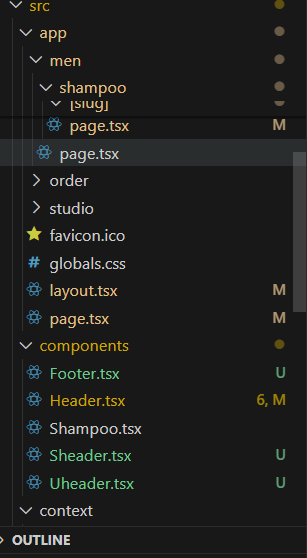 src
app
men
shampoo
[slug]
page.tsx M
page.tsx
order
studio
favicon.ico
# globals.css
layout.tsx M
page.tsx M
components
Footer.tsx U
Header.tsx 6, M
Shampoo.tsx
Sheader.tsx U
Uheader.tsx U
context
OUTLINE